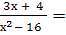 3x + 4
x²− 16 =